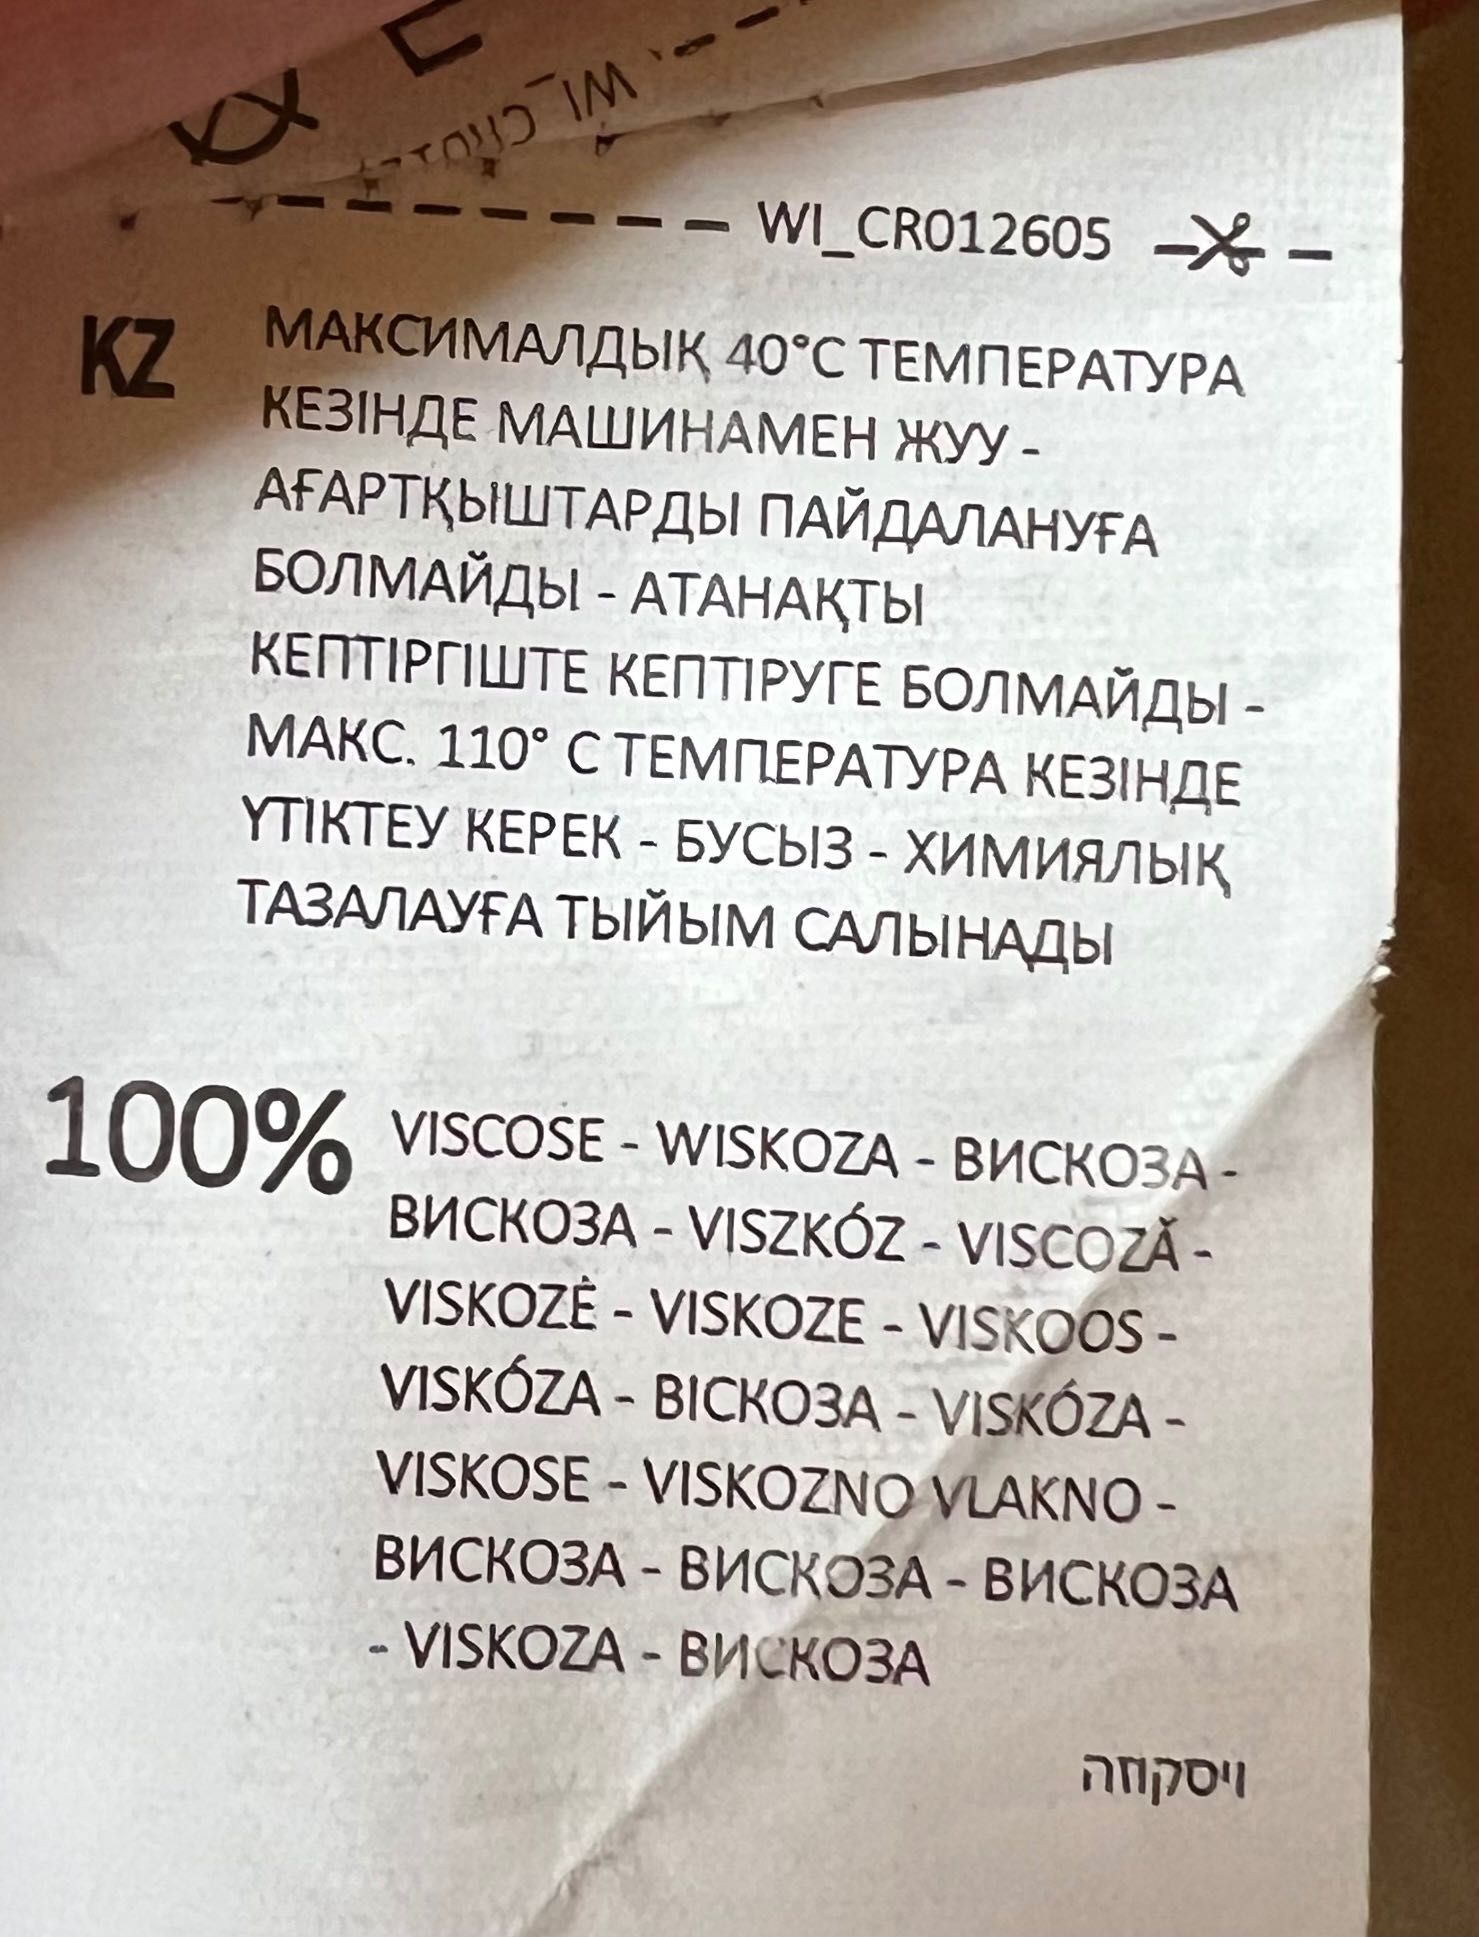 WI_CR012605
KZ МАКСИМАЛДЫҚ 40°C ТЕМПЕРАТУРА
КЕЗІНДЕ МАШИНАМЕН ЖУУ -
АҒАРТҚЫШТАРДЫ ПАЙДАЛАНУҒА
БОЛМАЙДЫ - АТАНАҚТЫ
КЕПТІРГІШТЕ КЕПТІРУГЕ БОЛМАЙДЫ -
МАКС. 110° С ТЕМПЕРАТУРА КЕЗІНДЕ
ҮТІКТЕУ КЕРЕК - БУСЫЗ - ХИМИЯЛЫҚ
ТАЗАЛАУҒА ТЫЙЫМ САЛЫНАДЫ
100% VISCOSE - WISKOZA - ВИСКОЗА -
ВИСКОЗА - VISZKÓZ - VISCOZĂ -
VISKOZĖ - VISKOZE - VISKOOS -
VISKÓZA - ВІСКОЗА - VISKÓZA -
VISKOSE - VISKOZNO VLAKNO -
ВИСКОЗА - ВИСКОЗА - ВИСКОЗА
- VISKOZA - ВИСКОЗА
ויסקוזה